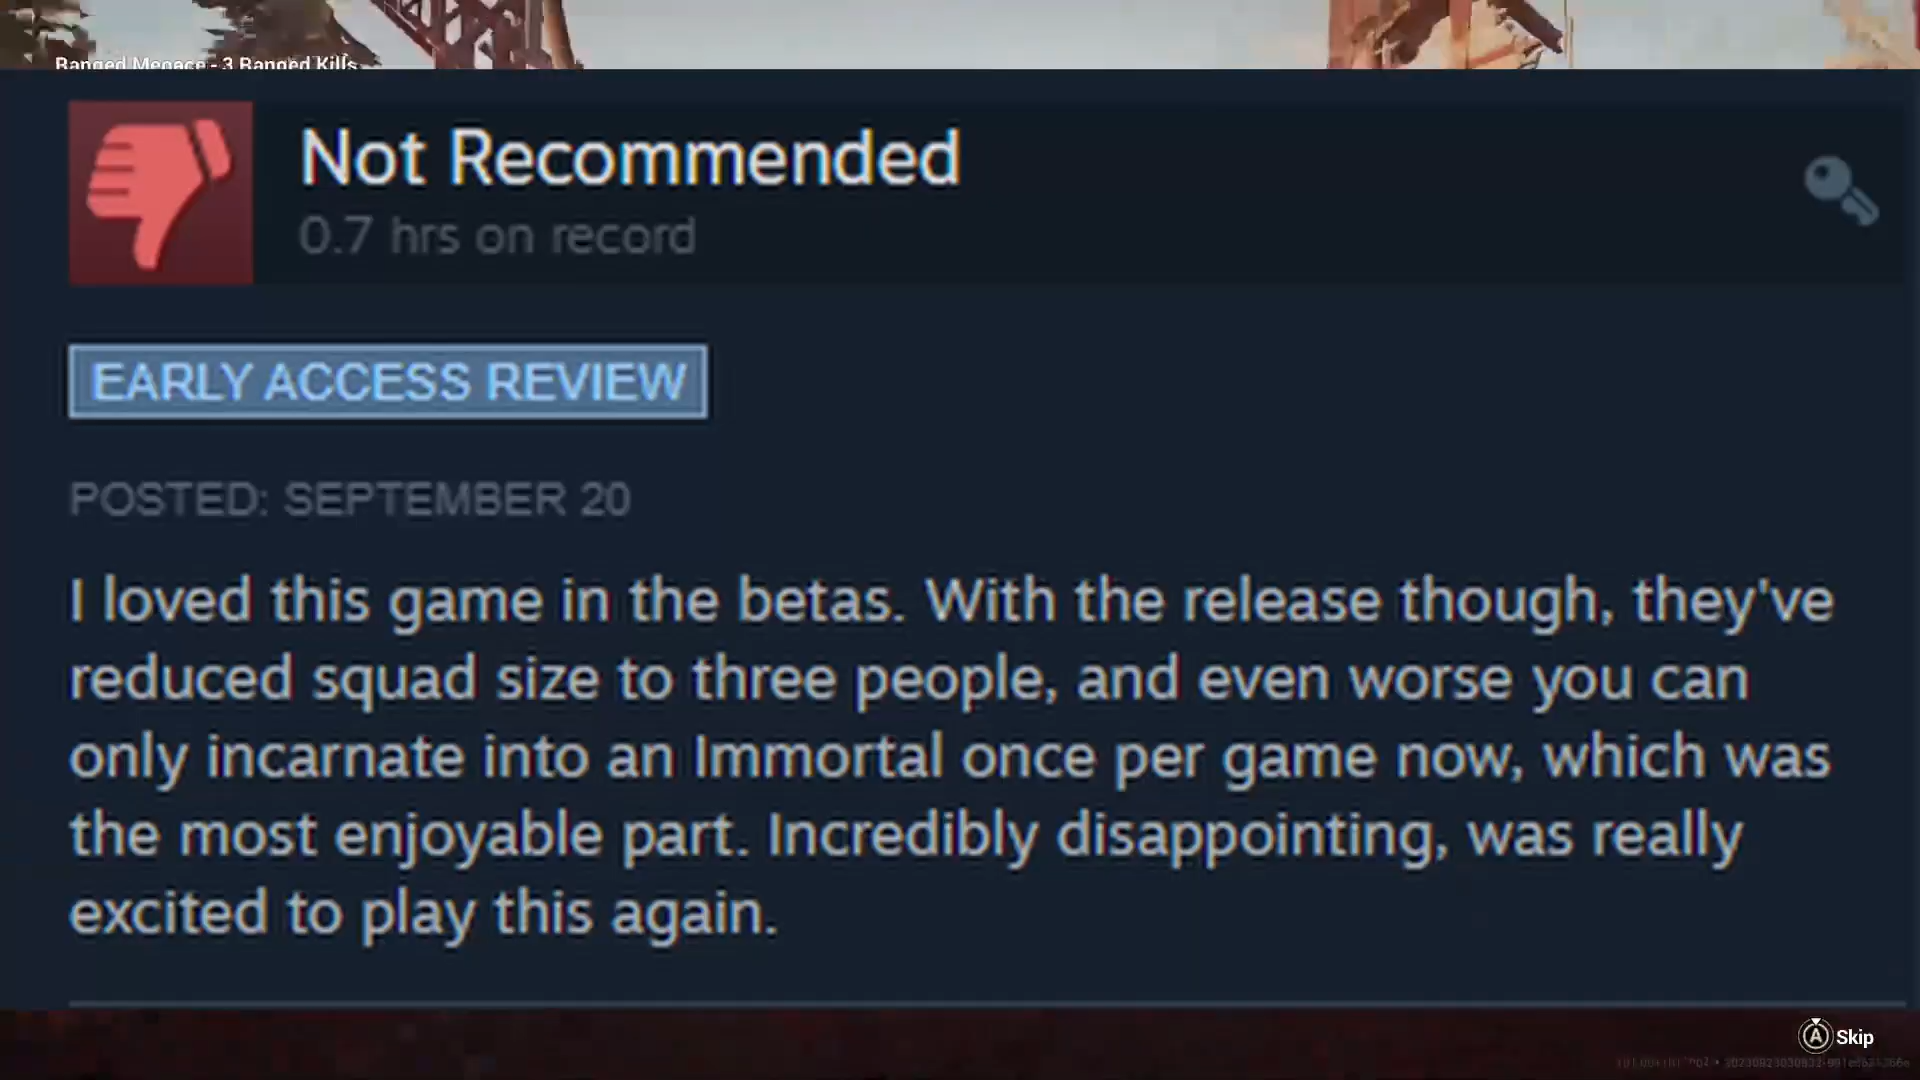 Ranged Menace - 3 Ranged Kills
Not Recommended
0.7 hrs on record
EARLY ACCESS REVIEW
POSTED: SEPTEMBER 20
I loved this game in the betas. With the release though, they've
reduced squad size to three people, and even worse you can
only incarnate into an Immortal once per game now, which was
the most enjoyable part. Incredibly disappointing, was really
excited to play this again.
A Skip